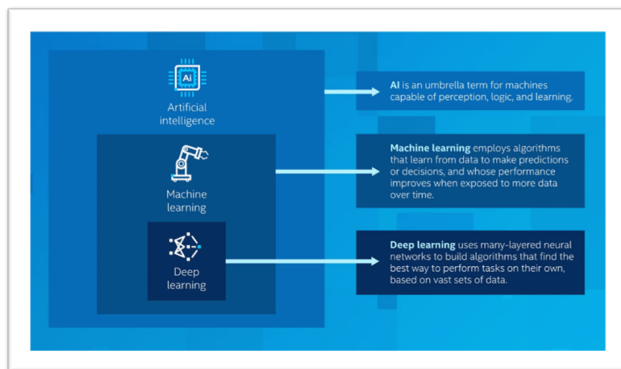 Ai
Artificial
intelligence
AI is an umbrella term for machines
capable of perception, logic, and learning.
Machine
learning
Machine learning employs algorithms
that learn from data to make predictions
or decisions, and whose performance
improves when exposed to more data
over time.
Deep
learning
Deep learning uses many-layered neural
networks to build algorithms that find the
best way to perform tasks on their own,
based on vast sets of data.